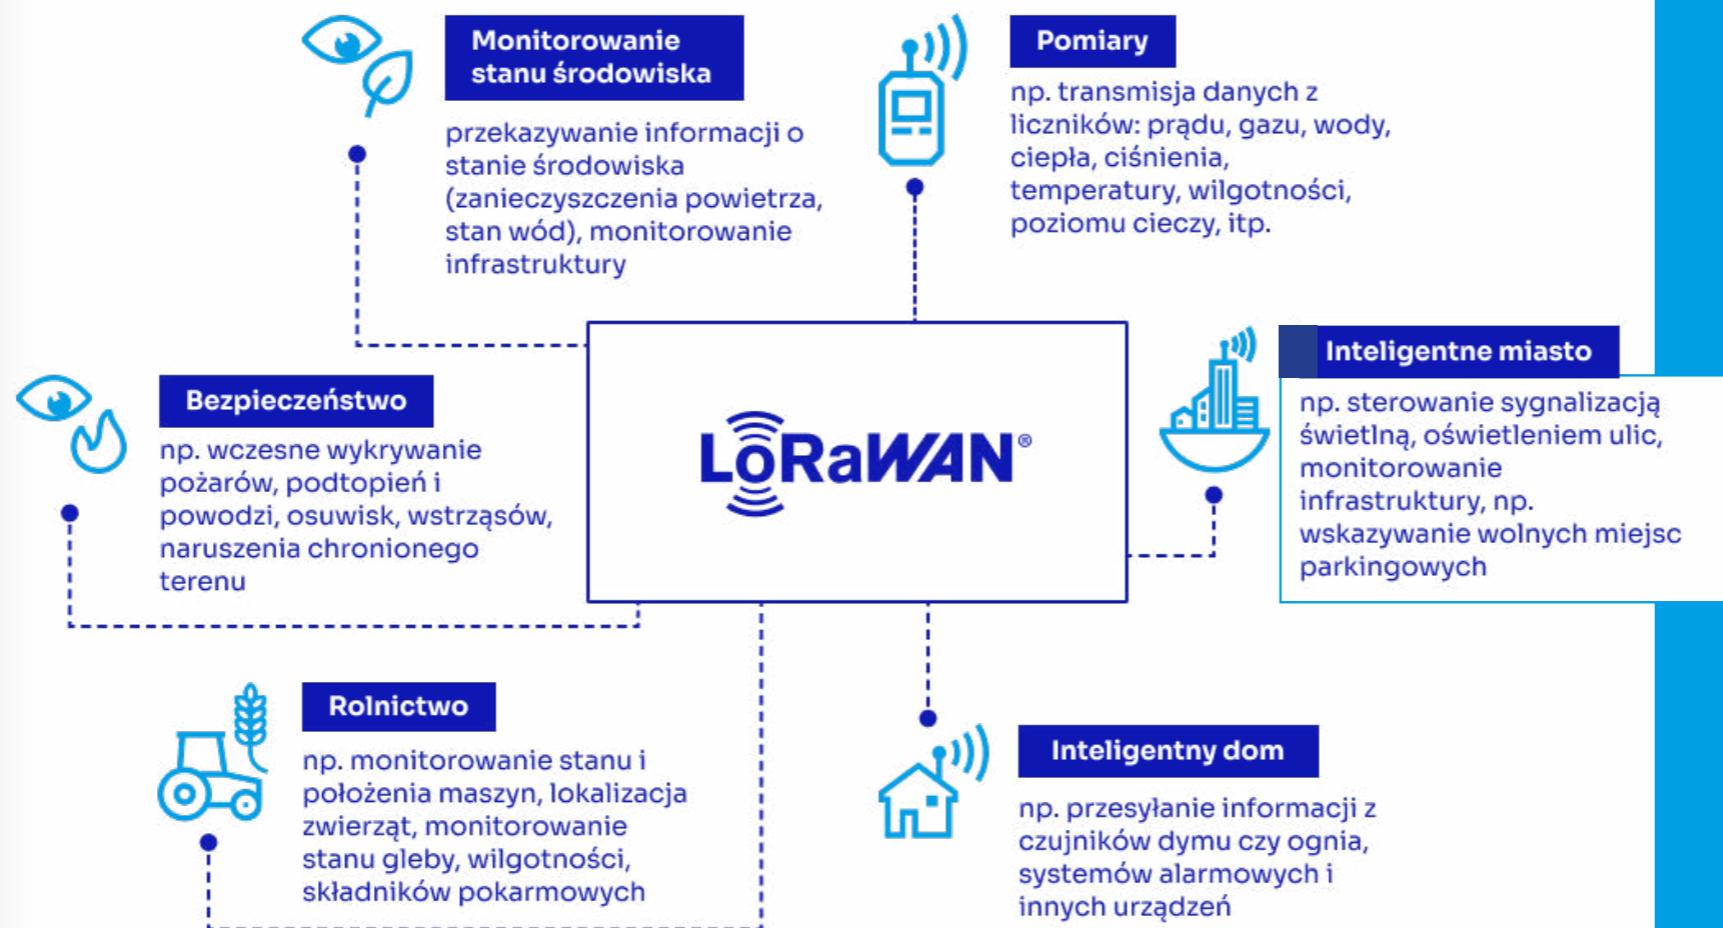 Monitorowanie
stanu środowiska
przekazywanie informacji o
stanie środowiska
(zanieczyszczenia powietrza,
stan wód), monitorowanie
infrastruktury
Pomiary
np. transmisja danych z
liczników: prądu, gazu, wody,
ciepła, ciśnienia,
temperatury, wilgotności,
poziomu cieczy, itp.
Bezpieczeństwo
np. wczesne wykrywanie
pożarów, podtopień i
powodzi, osuwisk, wstrząsów,
naruszenia chronionego
terenu
LoRaWAN®
Inteligentne miasto
np. sterowanie sygnalizacją
świetlną, oświetleniem ulic,
monitorowanie
infrastruktury, np.
wskazywanie wolnych miejsc
parkingowych
Rolnictwo
np. monitorowanie stanu i
położenia maszyn, lokalizacja
zwierząt, monitorowanie
stanu gleby, wilgotności,
składników pokarmowych
Inteligentny dom
np. przesyłanie informacji z
czujników dymu czy ognia,
systemów alarmowych i
innych urządzeń